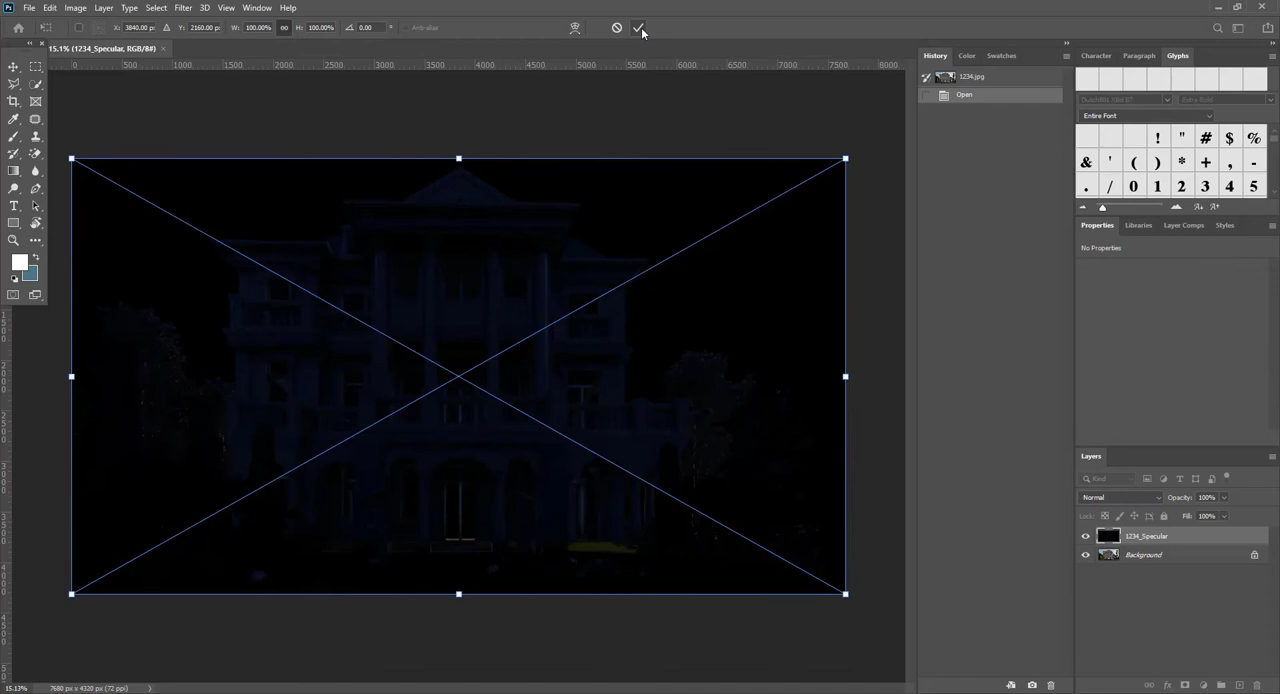 Ps File Edit Image Layer Type Select Filter 3D View Window Help
X: 3840.00 px Y: 2160.00 px W: 100.00% H: 100.00% 0.00 ° Anti-alias
15.1% (1234_Specular, RGB/8#) ×
0 500 1000 1500 2000 2500 3000 3500 4000 4500 5000 5500 6000 6500 7000 7500 8000
History Color Swatches
1234.jpg
Open
Character Paragraph Glyphs
Entire Font
! " # $ %
& ' ( ) * + , -
. / 0 1 2 3 4 5
Properties Libraries Layer Comps Styles
No Properties
Layers
Kind
Normal Opacity: 100%
Lock: Fill: 100%
1234_Specular
Background
15.13% 7680 px x 4320 px (72 ppi)